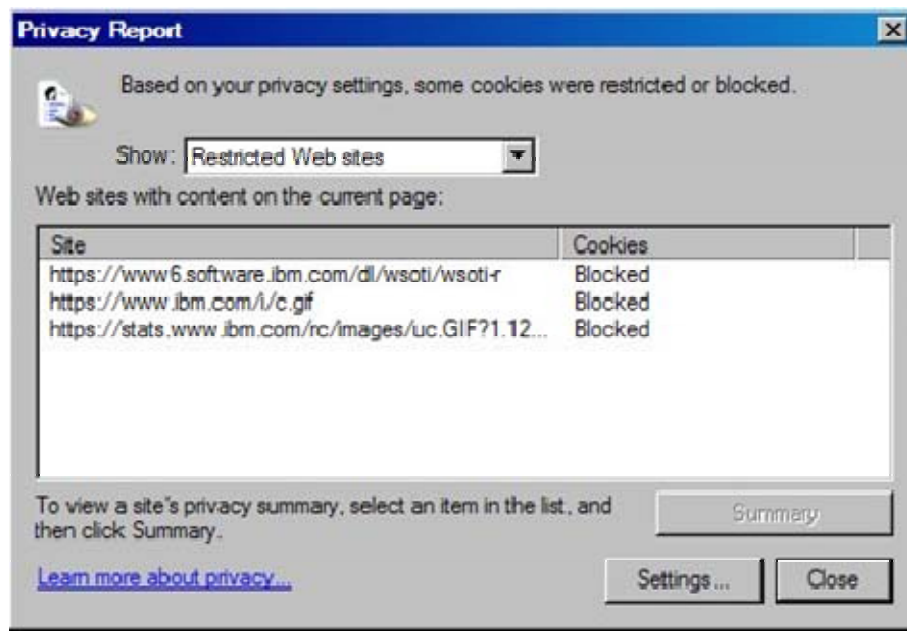 Privacy Report
Based on your privacy settings, some cookies were restricted or blocked.
Show: Restricted Web sites
Web sites with content on the current page:
Site Cookies
https://www6.software.ibm.com/dl/wsoti/wsoti-r Blocked
https://www.ibm.com/i/c.gif Blocked
https://stats.www.ibm.com/rc/images/uc.GIF?1.12... Blocked
To view a site's privacy summary, select an item in the list, and
then click Summary.
Summary
Learn more about privacy...
Settings... Close